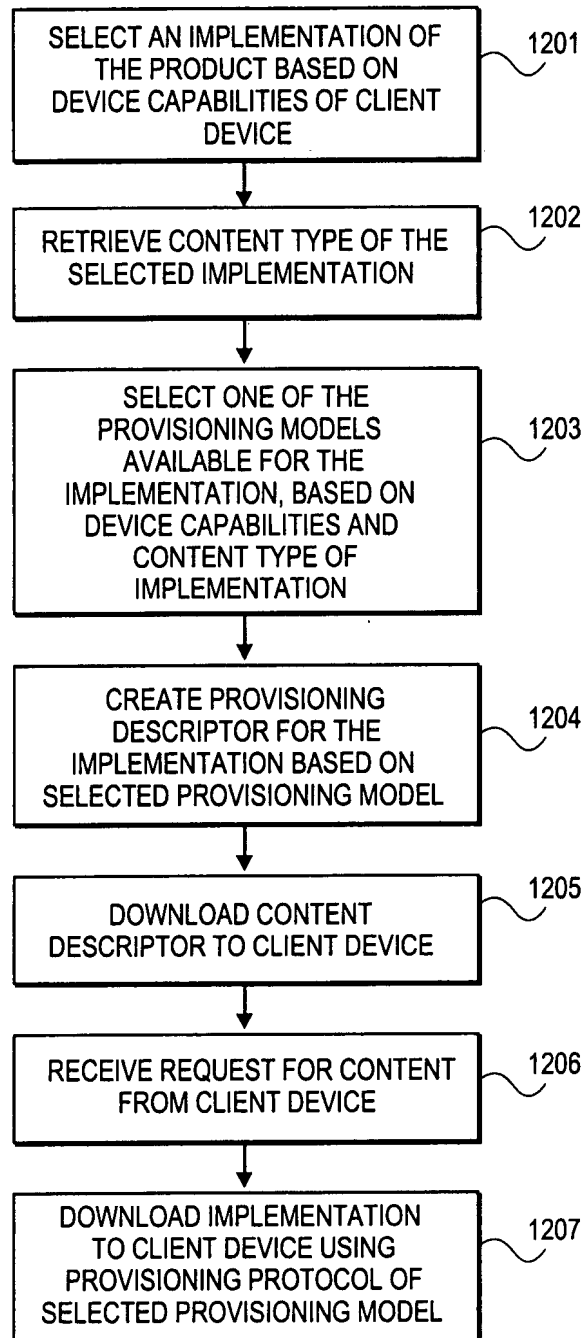 SELECT AN IMPLEMENTATION OF
THE PRODUCT BASED ON
DEVICE CAPABILITIES OF CLIENT
DEVICE
1201
RETRIEVE CONTENT TYPE OF THE
SELECTED IMPLEMENTATION
1202
SELECT ONE OF THE
PROVISIONING MODELS
AVAILABLE FOR THE
IMPLEMENTATION, BASED ON
DEVICE CAPABILITIES AND
CONTENT TYPE OF
IMPLEMENTATION
1203
CREATE PROVISIONING
DESCRIPTOR FOR THE
IMPLEMENTATION BASED ON
SELECTED PROVISIONING MODEL
1204
DOWNLOAD CONTENT
DESCRIPTOR TO CLIENT DEVICE
1205
RECEIVE REQUEST FOR CONTENT
FROM CLIENT DEVICE
1206
DOWNLOAD IMPLEMENTATION
TO CLIENT DEVICE USING
PROVISIONING PROTOCOL OF
SELECTED PROVISIONING MODEL
1207